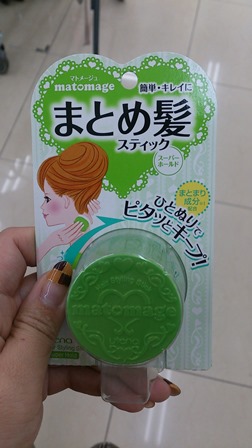 マトメージュ
matomage
簡単・キレイに
まとめ髪
スティック
スーパー
ホールド
まとまり
成分
ひとぬりで
ピタッとキープ!
matomage
utena